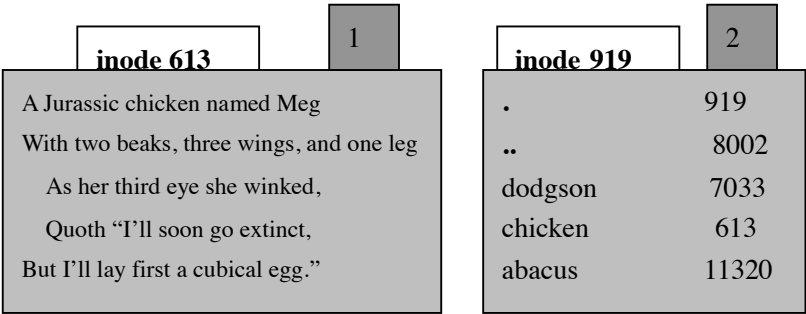 inode 613
1
A Jurassic chicken named Meg
With two beaks, three wings, and one leg
As her third eye she winked,
Quoth “I’ll soon go extinct,
But I’ll lay first a cubical egg.”
inode 919
2
. 919
.. 8002
dodgson 7033
chicken 613
abacus 11320